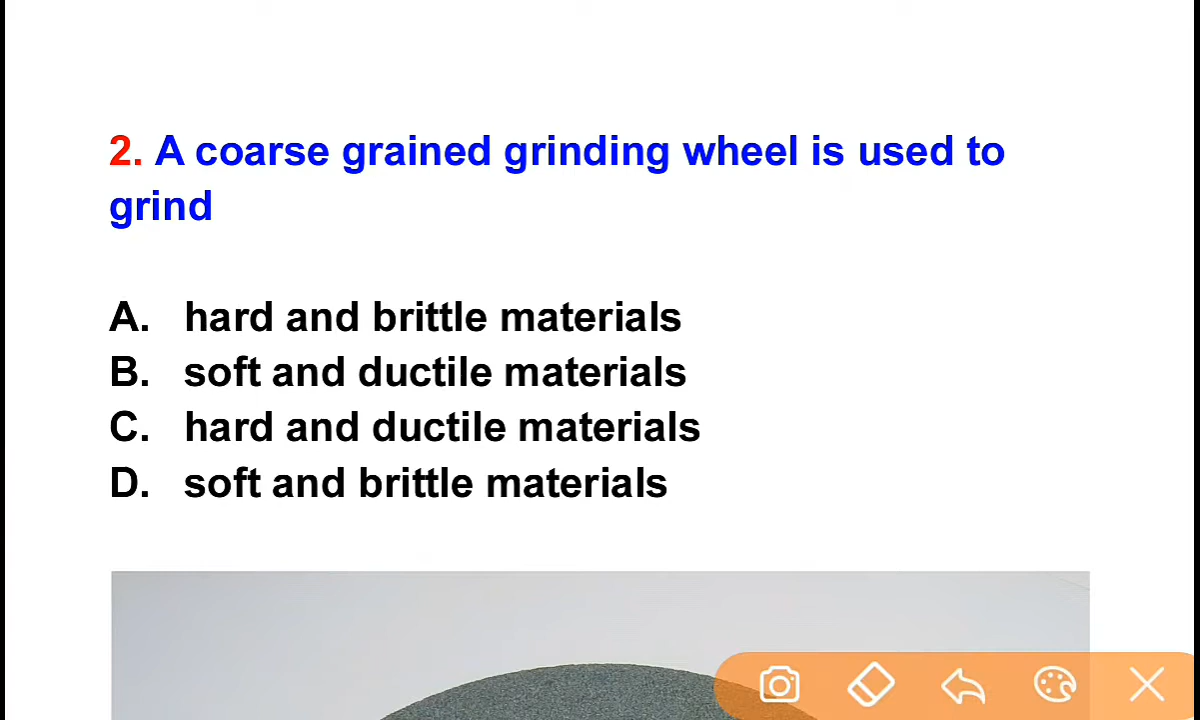 2. A coarse grained grinding wheel is used to
grind
A. hard and brittle materials
B. soft and ductile materials
C. hard and ductile materials
D. soft and brittle materials